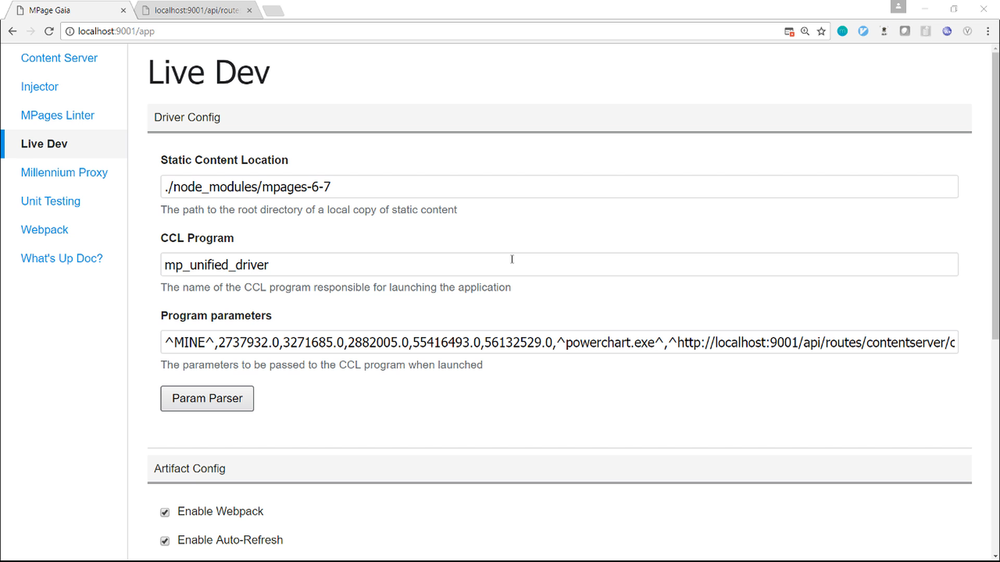 MPage Gaia
localhost:9001/api/route
localhost:9001/app
Content Server
Injector
MPages Linter
Live Dev
Millennium Proxy
Unit Testing
Webpack
What's Up Doc?
Live Dev
Driver Config
Static Content Location
./node_modules/mpages-6-7
The path to the root directory of a local copy of static content
CCL Program
mp_unified_driver
The name of the CCL program responsible for launching the application
Program parameters
^MINE^,2737932.0,3271685.0,2882005.0,55416493.0,56132529.0,^powerchart.exe^,^http://localhost:9001/api/routes/contentserver/c
The parameters to be passed to the CCL program when launched
Param Parser
Artifact Config
Enable Webpack
Enable Auto-Refresh